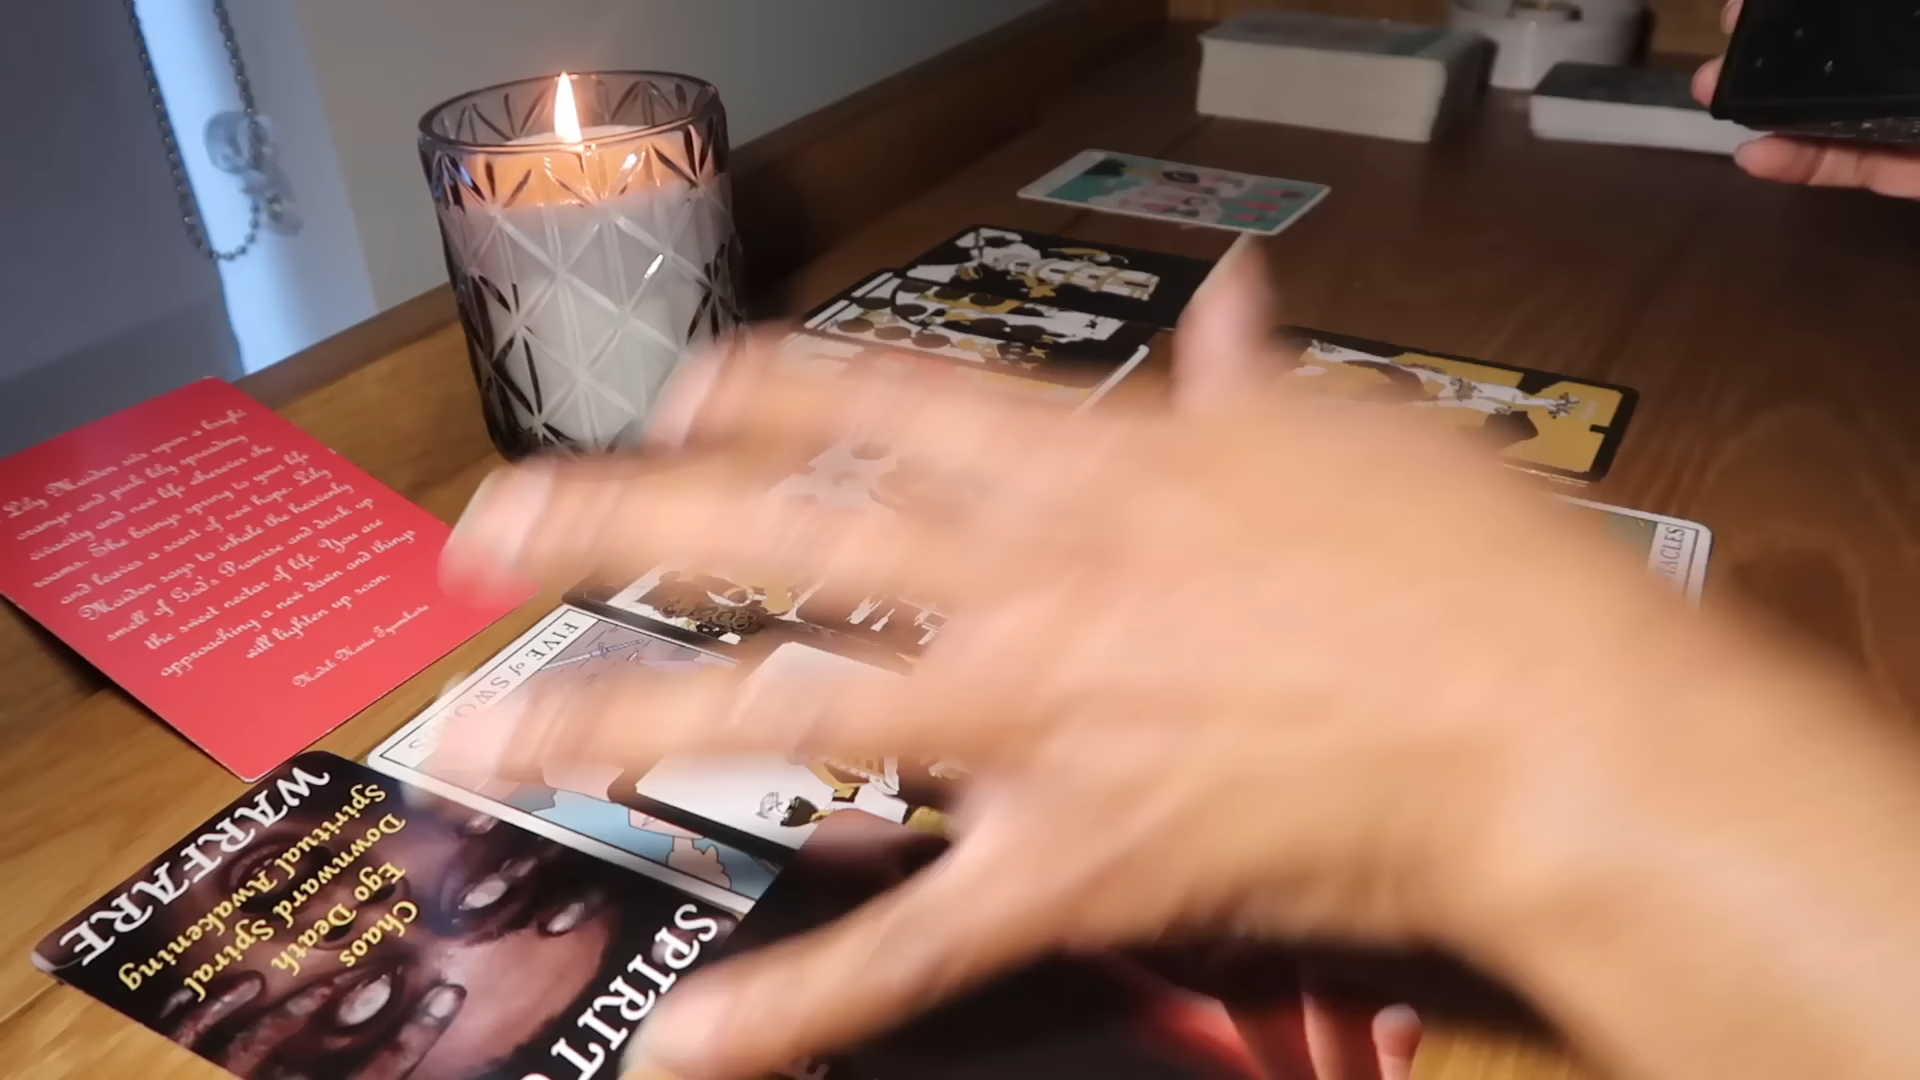 Lily Maiden sits upon a bright
orange and pink lily spreading
vivacity and new life wherever she
roams. She brings spring to your life
and leaves a scent of new hope. Lily
Maiden says to inhale the heavenly
smell of God's Promise and drink up
the sweet nectar of life. You are
approaching a new dawn and things
will lighten up soon.
FIVE of SWORDS
ACLES
SPIRITU
WARFARE
Chaos
Ego Death
Downward Spiral
Spiritual Awakening